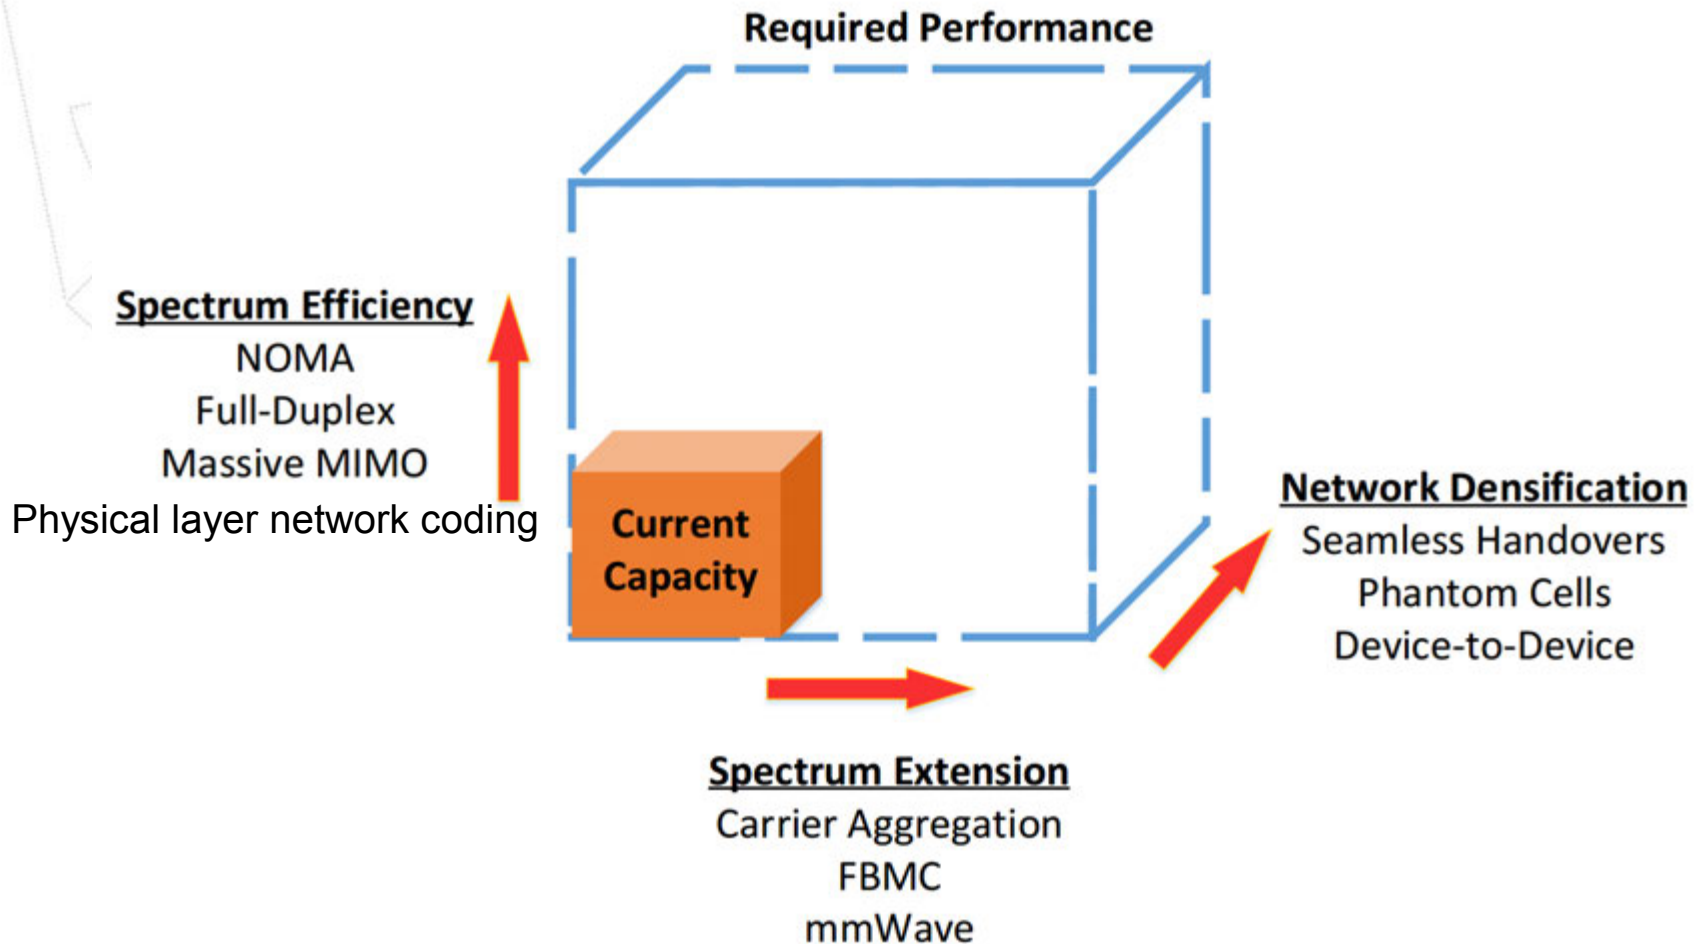 Required Performance
Spectrum Efficiency
NOMA
Full-Duplex
Massive MIMO
Physical layer network coding
Current
Capacity
Network Densification
Seamless Handovers
Phantom Cells
Device-to-Device
Spectrum Extension
Carrier Aggregation
FBMC
mmWave